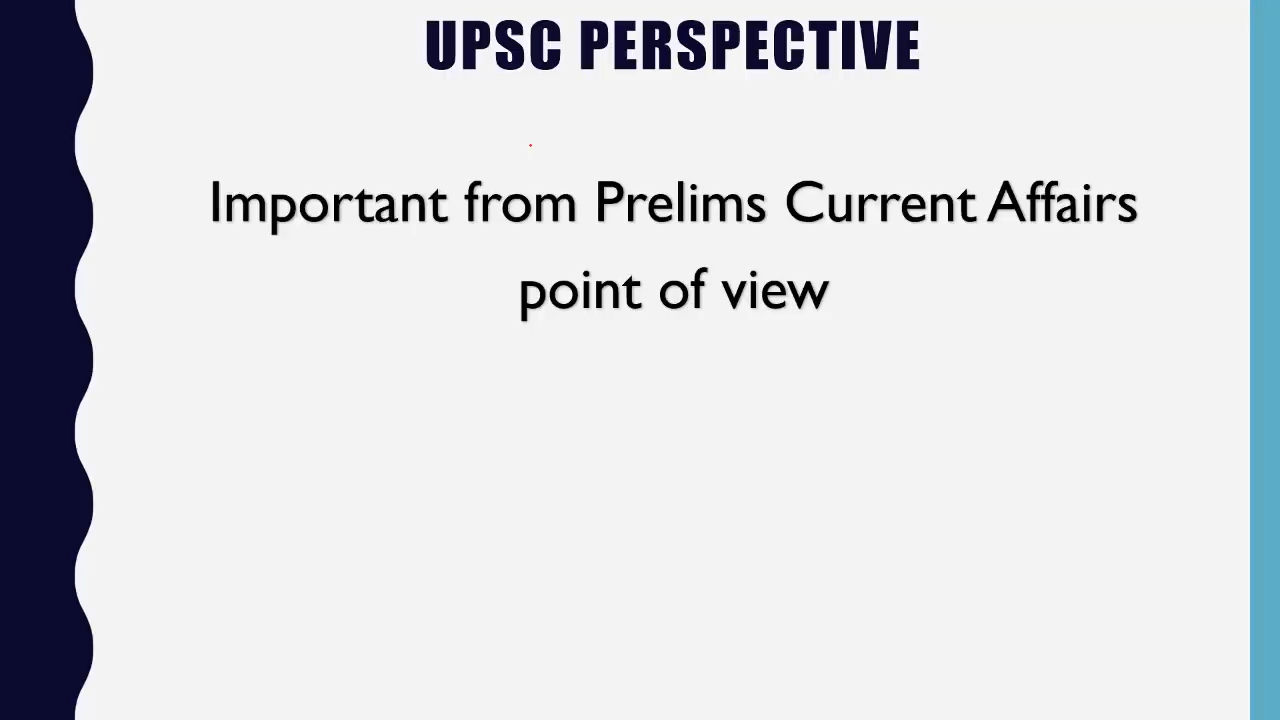 UPSC PERSPECTIVE
Important from Prelims Current Affairs
point of view